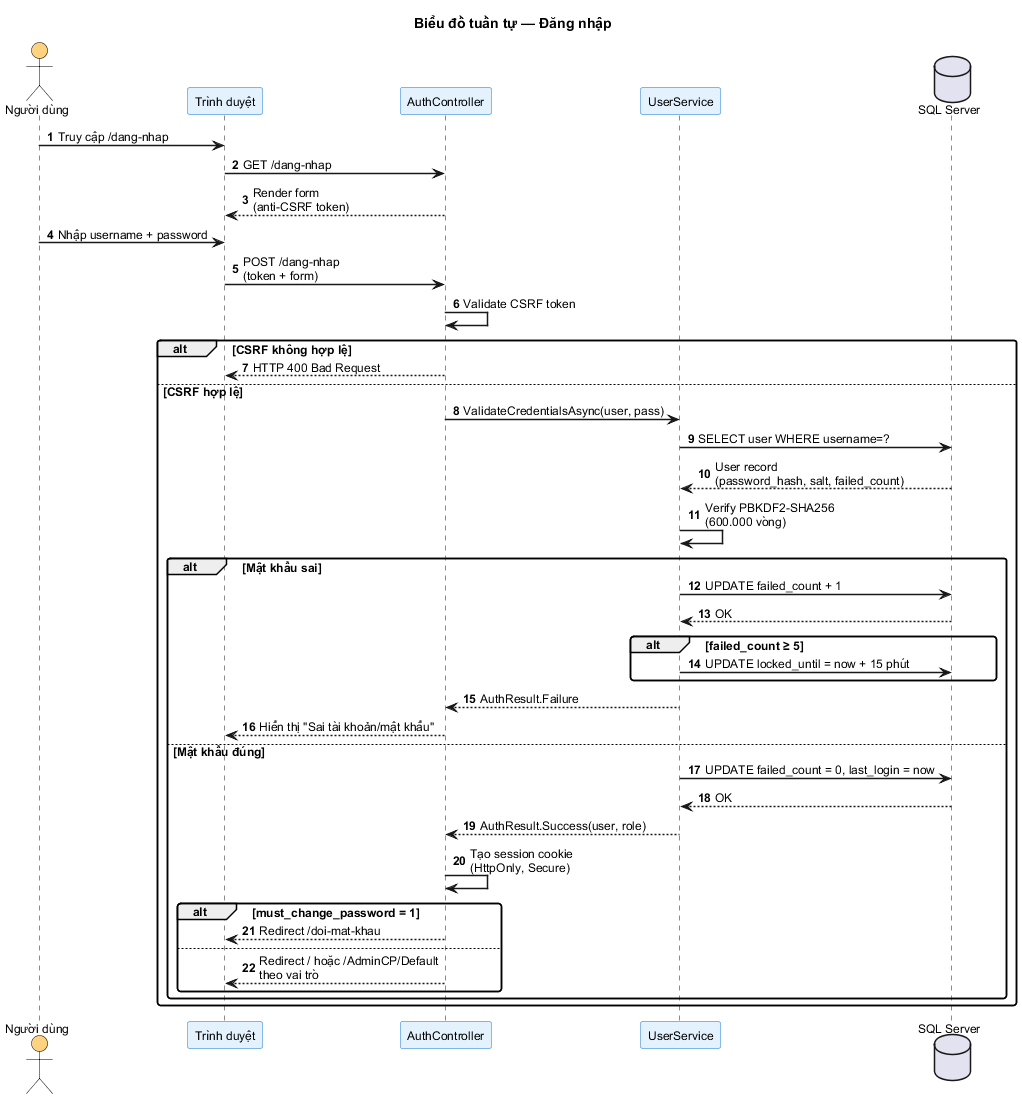 Biểu đồ tuần tự — Đăng nhập
Người dùng
Trình duyệt
AuthController
UserService
SQL Server
1 Truy cập /dang-nhap
2 GET /dang-nhap
3 Render form
(anti-CSRF token)
4 Nhập username + password
5 POST /dang-nhap
(token + form)
6 Validate CSRF token
alt [CSRF không hợp lệ]
7 HTTP 400 Bad Request
[CSRF hợp lệ]
8 ValidateCredentialsAsync(user, pass)
9 SELECT user WHERE username=?
10 User record
(password_hash, salt, failed_count)
11 Verify PBKDF2-SHA256
(600.000 vòng)
alt [Mật khẩu sai]
12 UPDATE failed_count + 1
13 OK
alt [failed_count ≥ 5]
14 UPDATE locked_until = now + 15 phút
15 AuthResult.Failure
16 Hiển thị "Sai tài khoản/mật khẩu"
[Mật khẩu đúng]
17 UPDATE failed_count = 0, last_login = now
18 OK
19 AuthResult.Success(user, role)
20 Tạo session cookie
(HttpOnly, Secure)
alt [must_change_password = 1]
21 Redirect /doi-mat-khau
22 Redirect / hoặc /AdminCP/Default
theo vai trò
Người dùng
Trình duyệt
AuthController
UserService
SQL Server